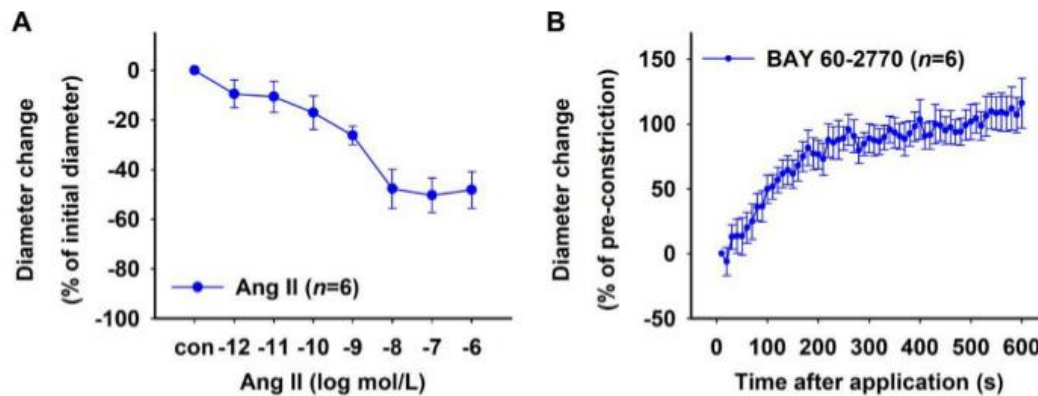 A
Diameter change
(% of initial diameter)
0
-20
-40
-60
-80
-100
Ang II (n=6)
con -12 -11 -10 -9 -8 -7 -6
Ang II (log mol/L)
B
Diameter change
(% of pre-constriction)
150
100
50
0
-50
BAY 60-2770 (n=6)
0 100 200 300 400 500 600
Time after application (s)